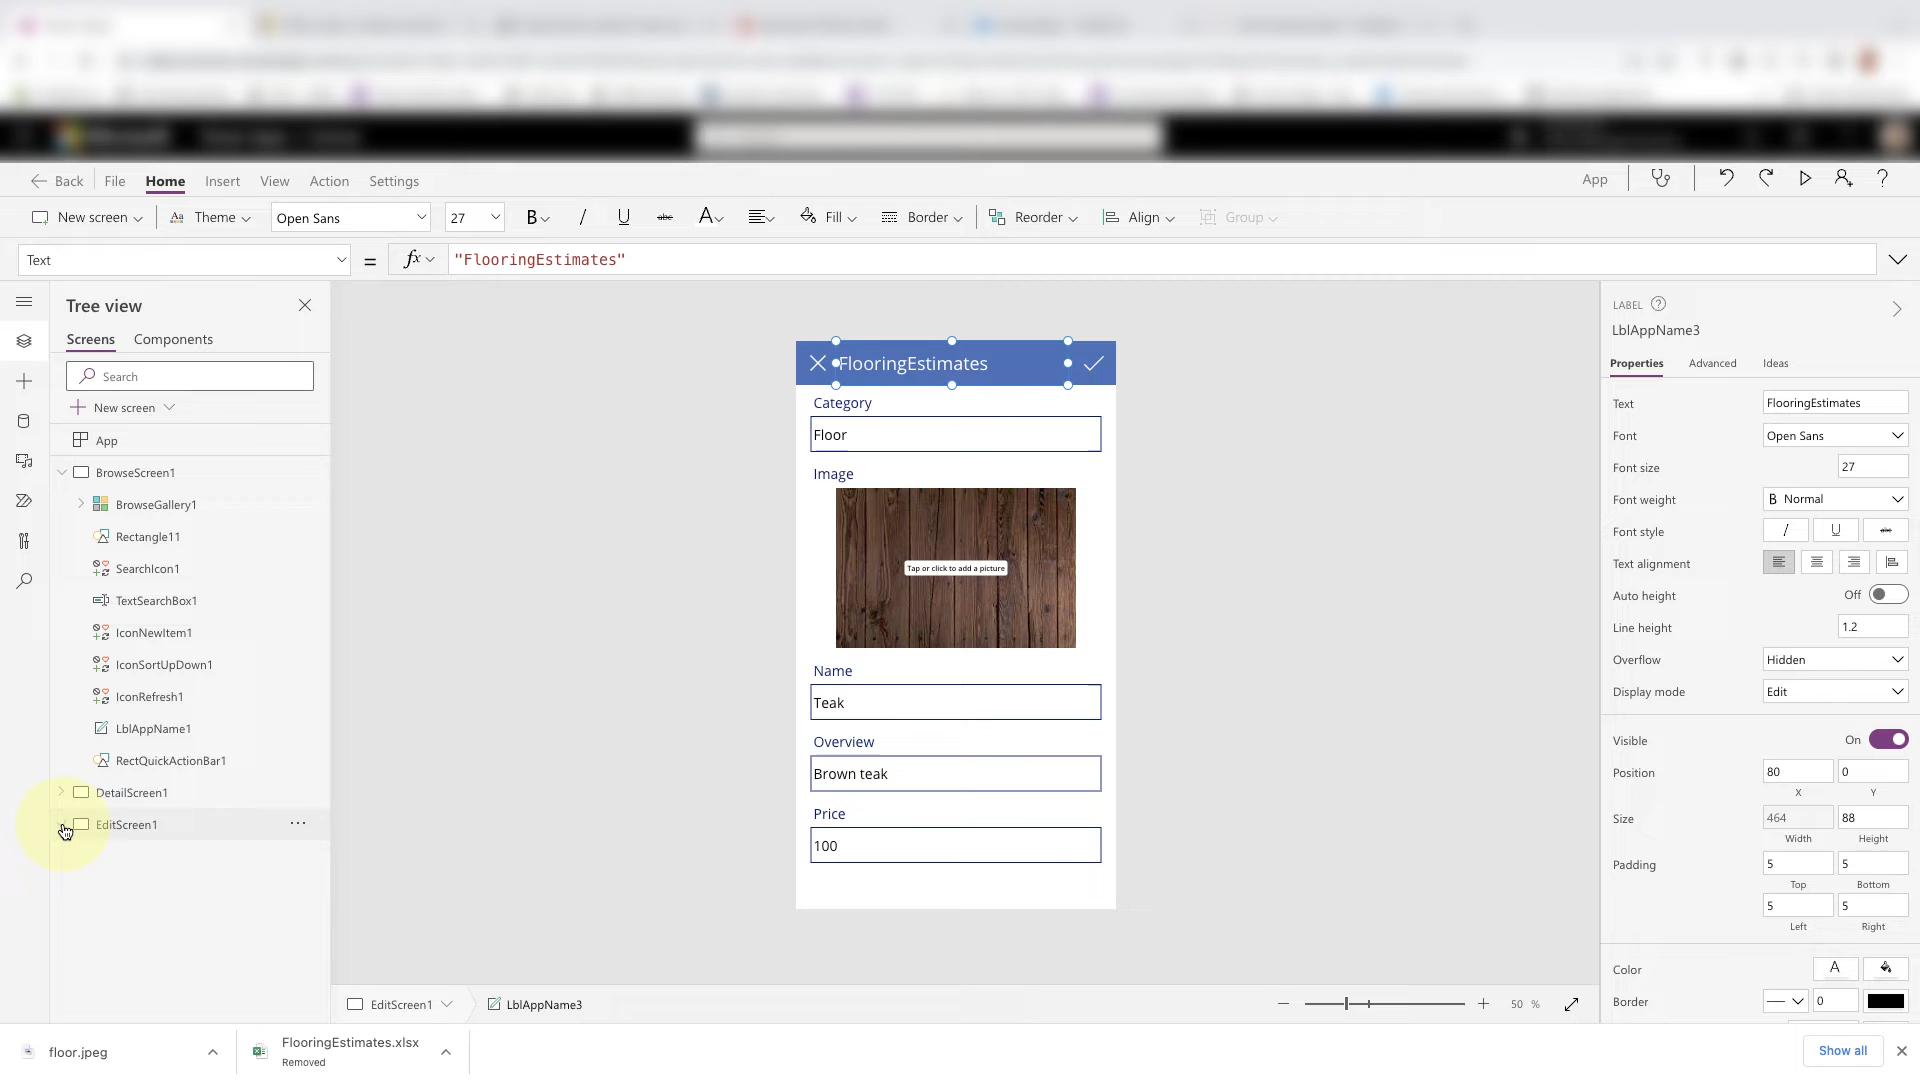 Back File Home Insert View Action Settings App
New screen Theme Open Sans 27 B / U abc A Fill Border Reorder Align Group
Text = fx "FlooringEstimates"
Tree view
Screens Components
Search
New screen
App
BrowseScreen1
BrowseGallery1
Rectangle11
SearchIcon1
TextSearchBox1
IconNewItem1
IconSortUpDown1
IconRefresh1
LblAppName1
RectQuickActionBar1
DetailScreen1
EditScreen1 ...
FlooringEstimates
Category
Floor
Image
Tap or click to add a picture
Name
Teak
Overview
Brown teak
Price
100
LABEL ?
LblAppName3
Properties Advanced Ideas
Text FlooringEstimates
Font Open Sans
Font size 27
Font weight B Normal
Font style / U abc
Text alignment
Auto height Off
Line height 1.2
Overflow Hidden
Display mode Edit
Visible On
Position 80 0
X Y
Size 464 88
Width Height
Padding 5 5
Top Bottom
5 5
Left Right
Color A
Border 0
EditScreen1 LblAppName3 50 %
floor.jpeg
FlooringEstimates.xlsx
Removed
Show all